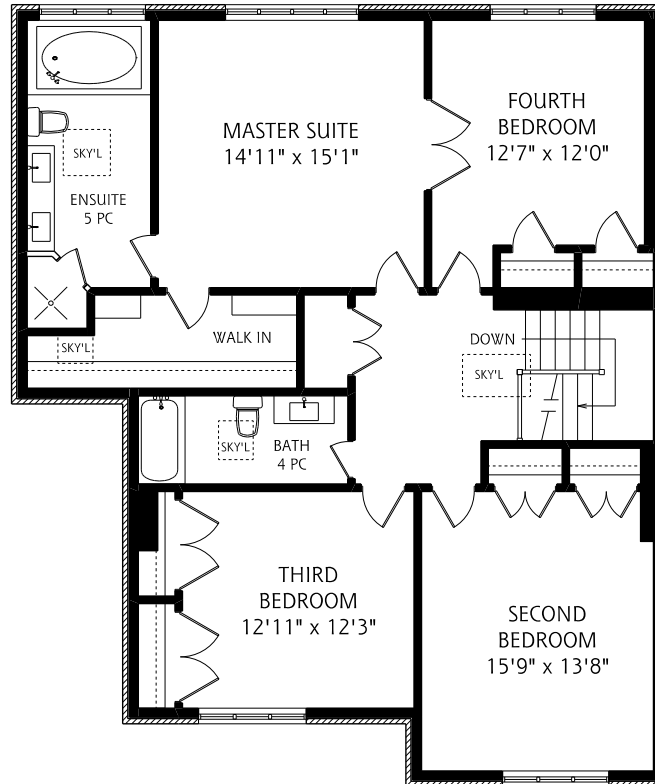 FOURTH
BEDROOM
12'7" x 12'0"
MASTER SUITE
14'11" x 15'1"
SKY'L
ENSUITE
5 PC
WALK IN
SKY'L
DOWN
SKY'L
SKY'L
BATH
4 PC
THIRD
BEDROOM
12'11" x 12'3"
SECOND
BEDROOM
15'9" x 13'8"